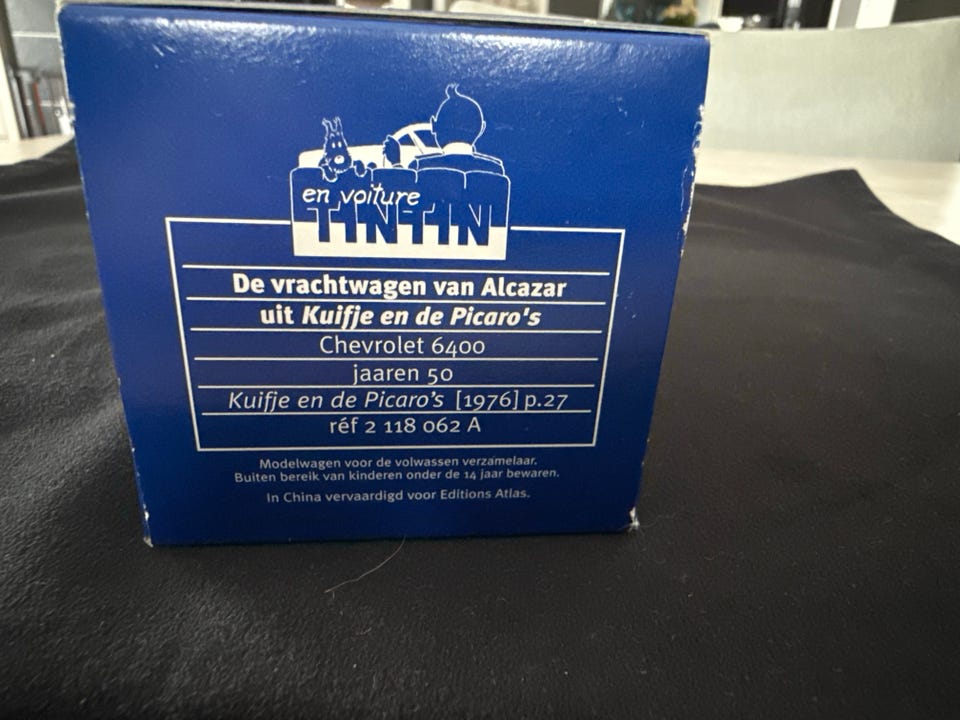 en voiture
TINTIN
De vrachtwagen van Alcazar
uit Kuifje en de Picaro's
Chevrolet 6400
jaaren 50
Kuifje en de Picaro's [1976] p.27
réf 2 118 062 A
Modelwagen voor de volwassen verzamelaar.
Buiten bereik van kinderen onder de 14 jaar bewaren.
In China vervaardigd voor Editions Atlas.